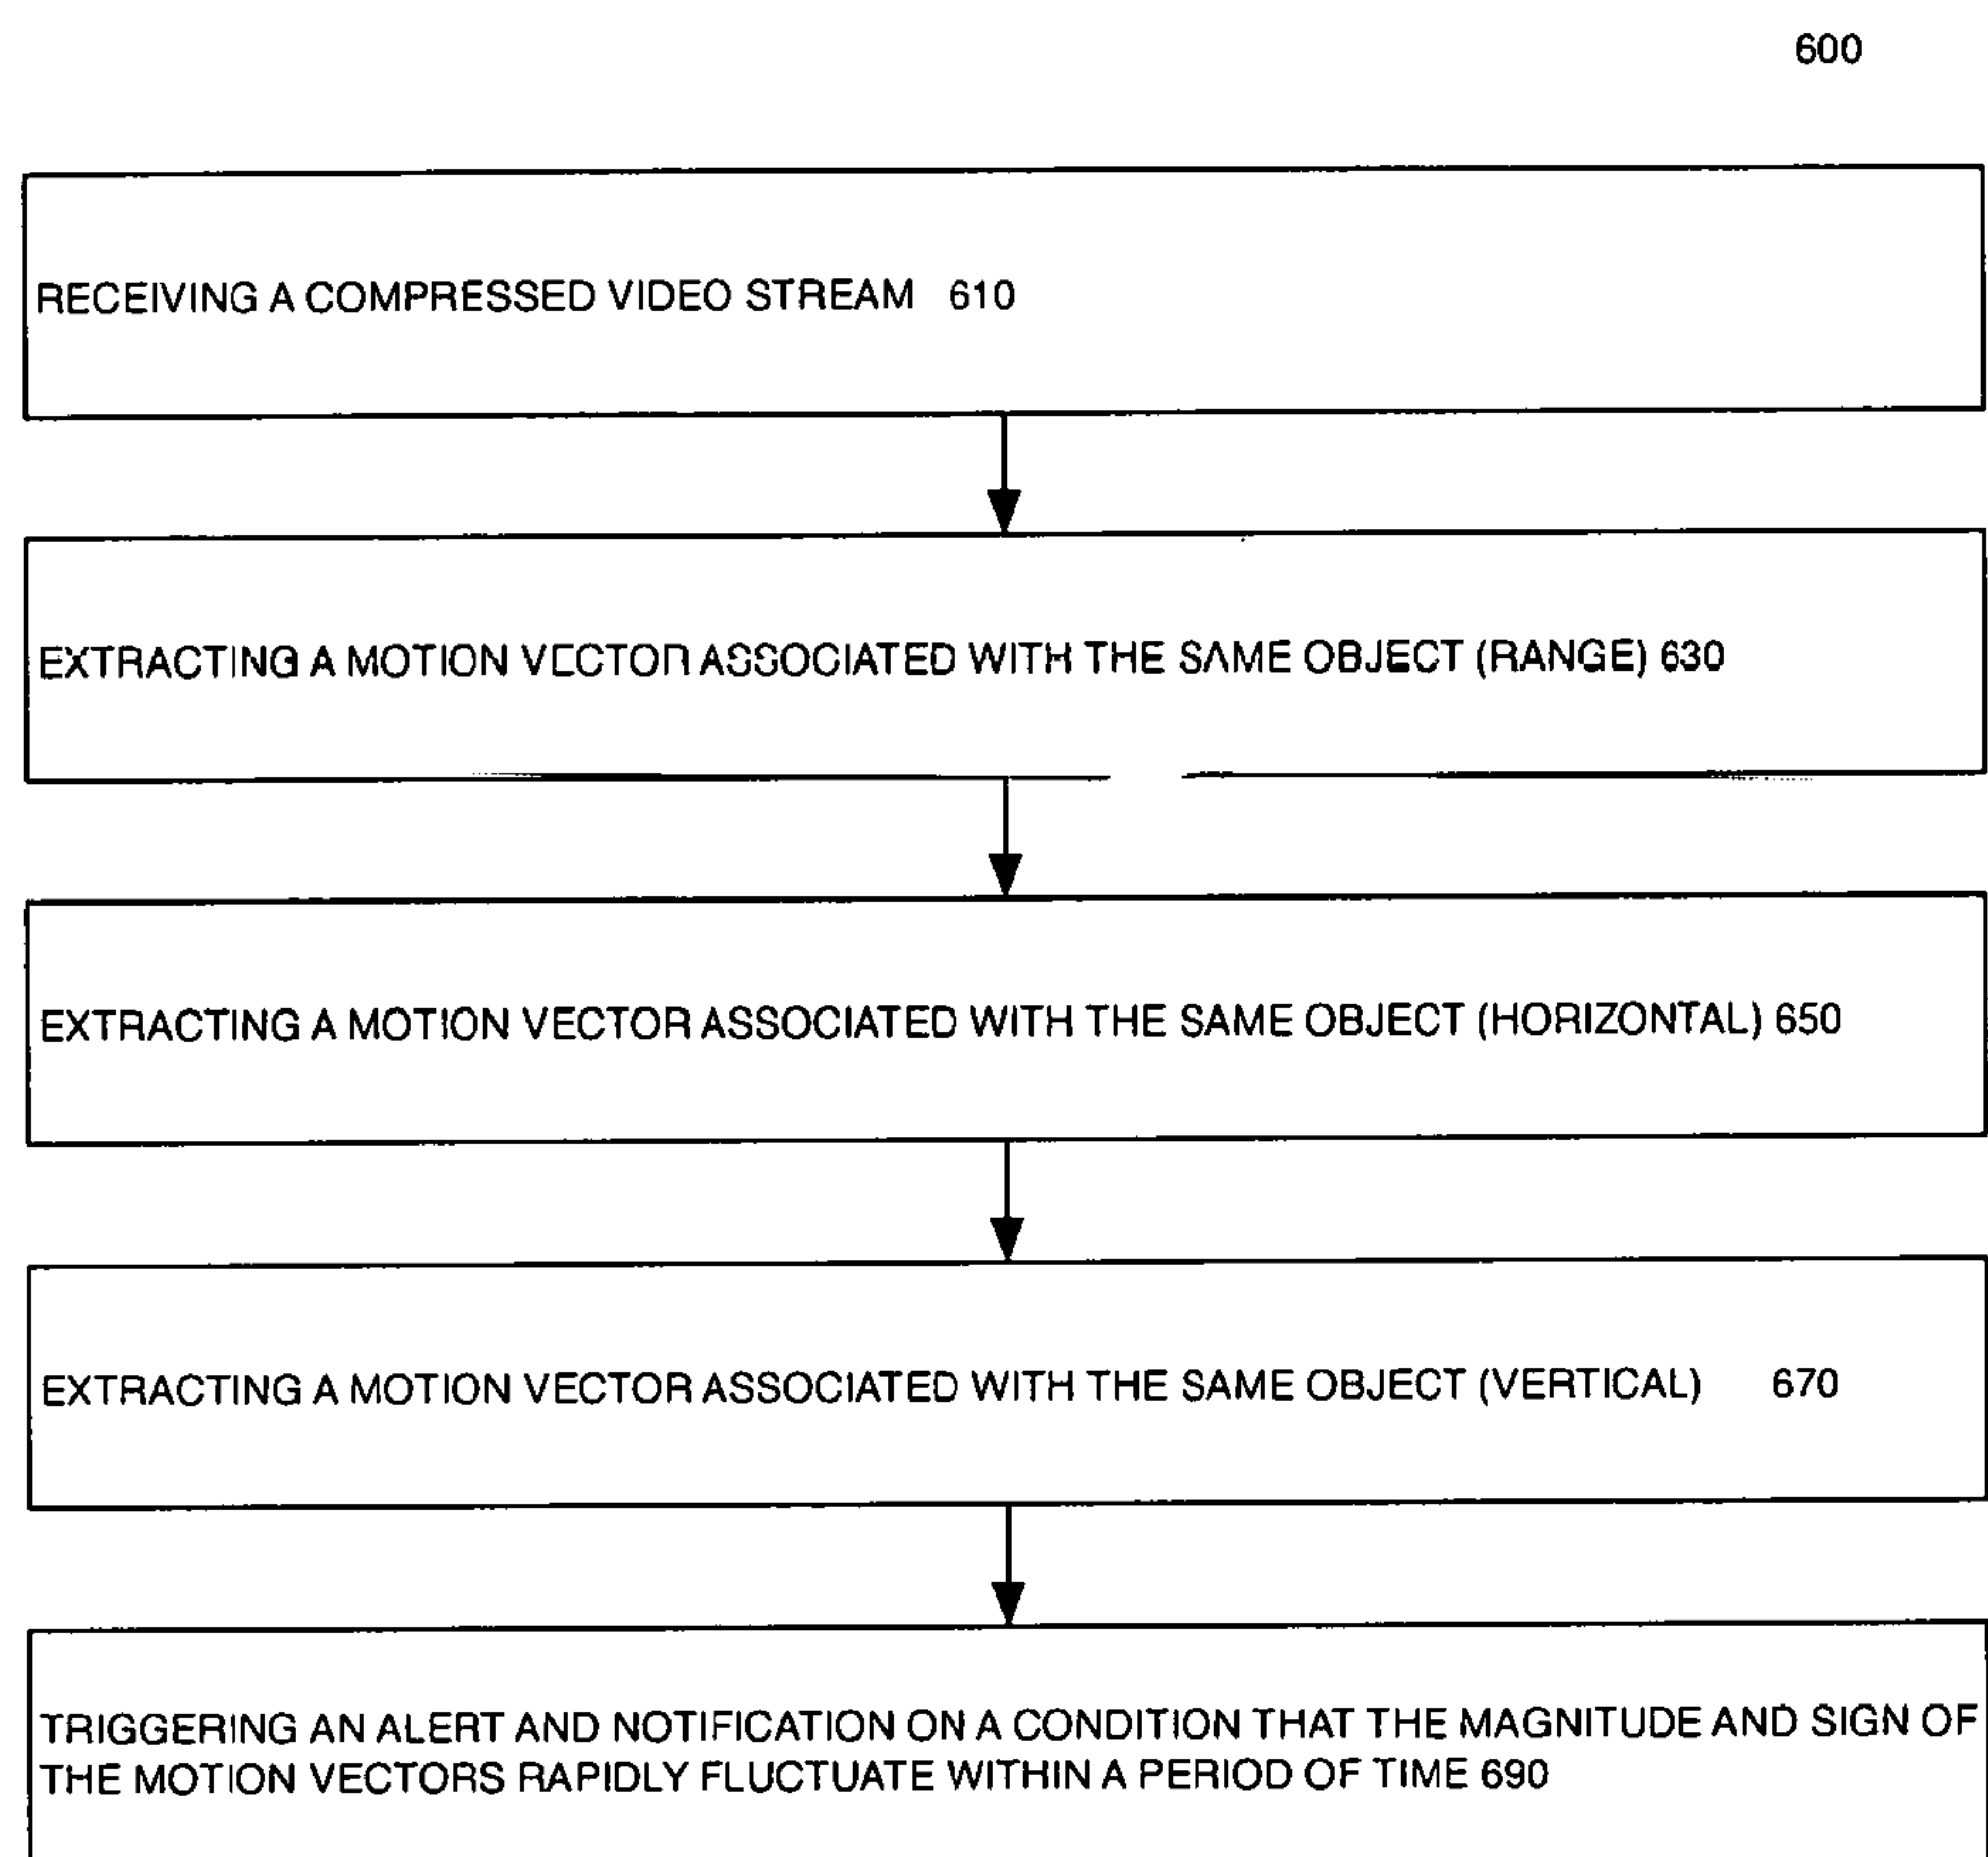 600
RECEIVING A COMPRESSED VIDEO STREAM 610
EXTRACTING A MOTION VECTOR ASSOCIATED WITH THE SAME OBJECT (RANGE) 630
EXTRACTING A MOTION VECTOR ASSOCIATED WITH THE SAME OBJECT (HORIZONTAL) 650
EXTRACTING A MOTION VECTOR ASSOCIATED WITH THE SAME OBJECT (VERTICAL) 670
TRIGGERING AN ALERT AND NOTIFICATION ON A CONDITION THAT THE MAGNITUDE AND SIGN OF
THE MOTION VECTORS RAPIDLY FLUCTUATE WITHIN A PERIOD OF TIME 690